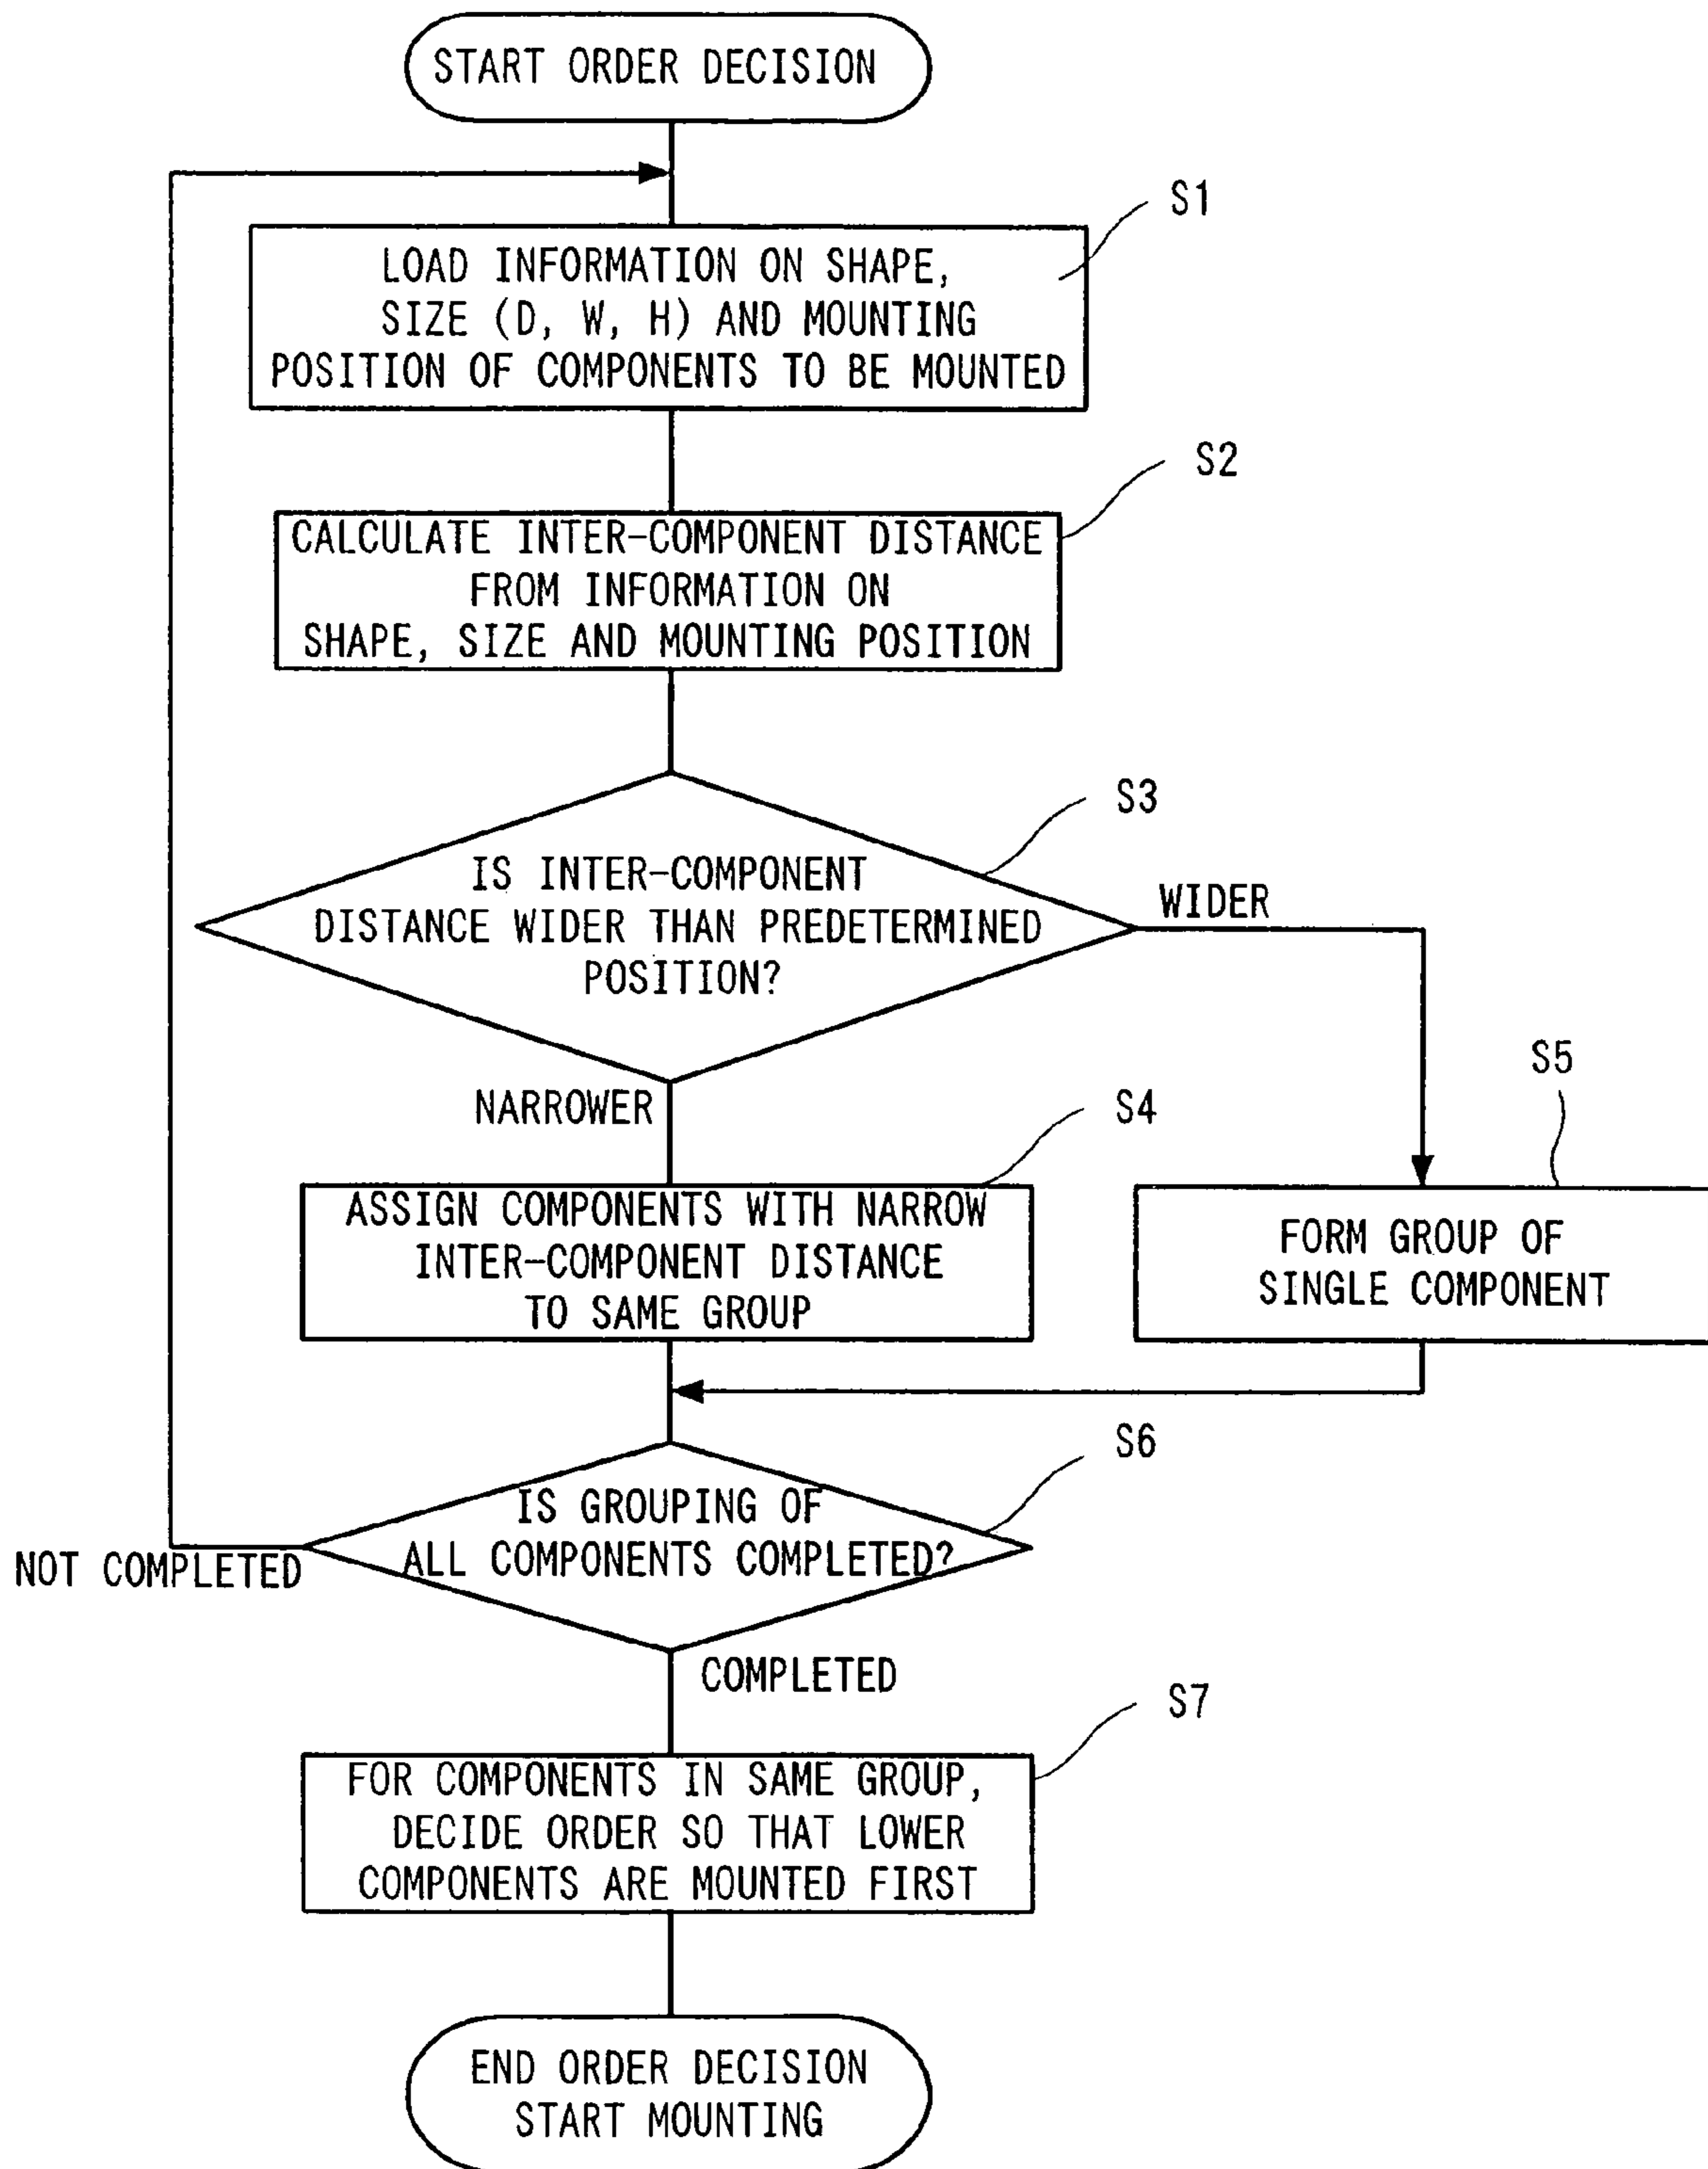 START ORDER DECISION
S1
LOAD INFORMATION ON SHAPE,
SIZE (D, W, H) AND MOUNTING
POSITION OF COMPONENTS TO BE MOUNTED
S2
CALCULATE INTER-COMPONENT DISTANCE
FROM INFORMATION ON
SHAPE, SIZE AND MOUNTING POSITION
S3
IS INTER-COMPONENT
DISTANCE WIDER THAN PREDETERMINED
POSITION?
WIDER
NARROWER
S4
ASSIGN COMPONENTS WITH NARROW
INTER-COMPONENT DISTANCE
TO SAME GROUP
S5
FORM GROUP OF
SINGLE COMPONENT
S6
IS GROUPING OF
ALL COMPONENTS COMPLETED?
NOT COMPLETED
COMPLETED
S7
FOR COMPONENTS IN SAME GROUP,
DECIDE ORDER SO THAT LOWER
COMPONENTS ARE MOUNTED FIRST
END ORDER DECISION
START MOUNTING